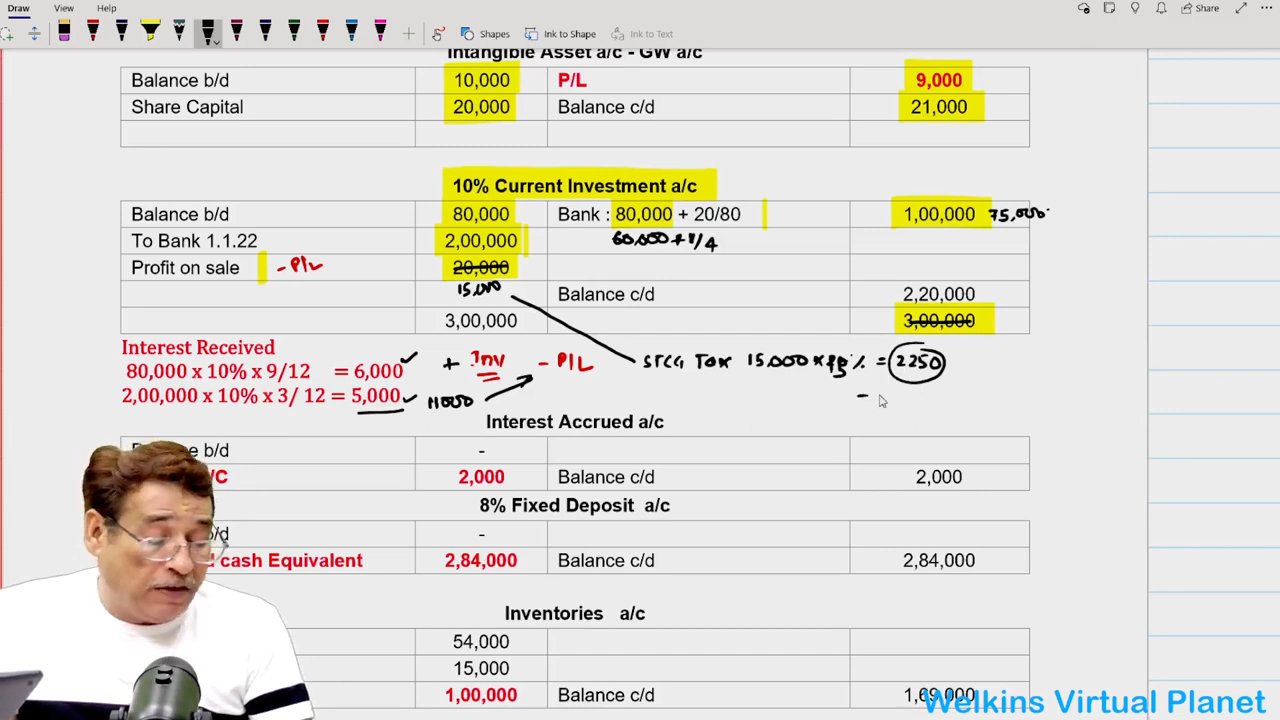 Draw View Help
Shapes Ink to Shape Ink to Text Share
Intangible Asset a/c - GW a/c
Balance b/d 10,000 P/L 9,000
Share Capital 20,000 Balance c/d 21,000
10% Current Investment a/c
Balance b/d 80,000 Bank : 80,000 + 20/80 1,00,000 75,000
To Bank 1.1.22 2,00,000 60,000 + 1/4
Profit on sale - P/L 20,000
15,000 Balance c/d 2,20,000
3,00,000 3,00,000
Interest Received
80,000 x 10% x 9/12 = 6,000 + Inv - P/L STCG Tax 15,000 x % = 2250
2,00,000 x 10% x 3/ 12 = 5,000 11000 -
Interest Accrued a/c
b/d -
/C 2,000 Balance c/d 2,000
8% Fixed Deposit a/c
b/d -
cash Equivalent 2,84,000 Balance c/d 2,84,000
Inventories a/c
54,000
15,000
1,00,000 Balance c/d 1,69,000
Welkins Virtual Planet